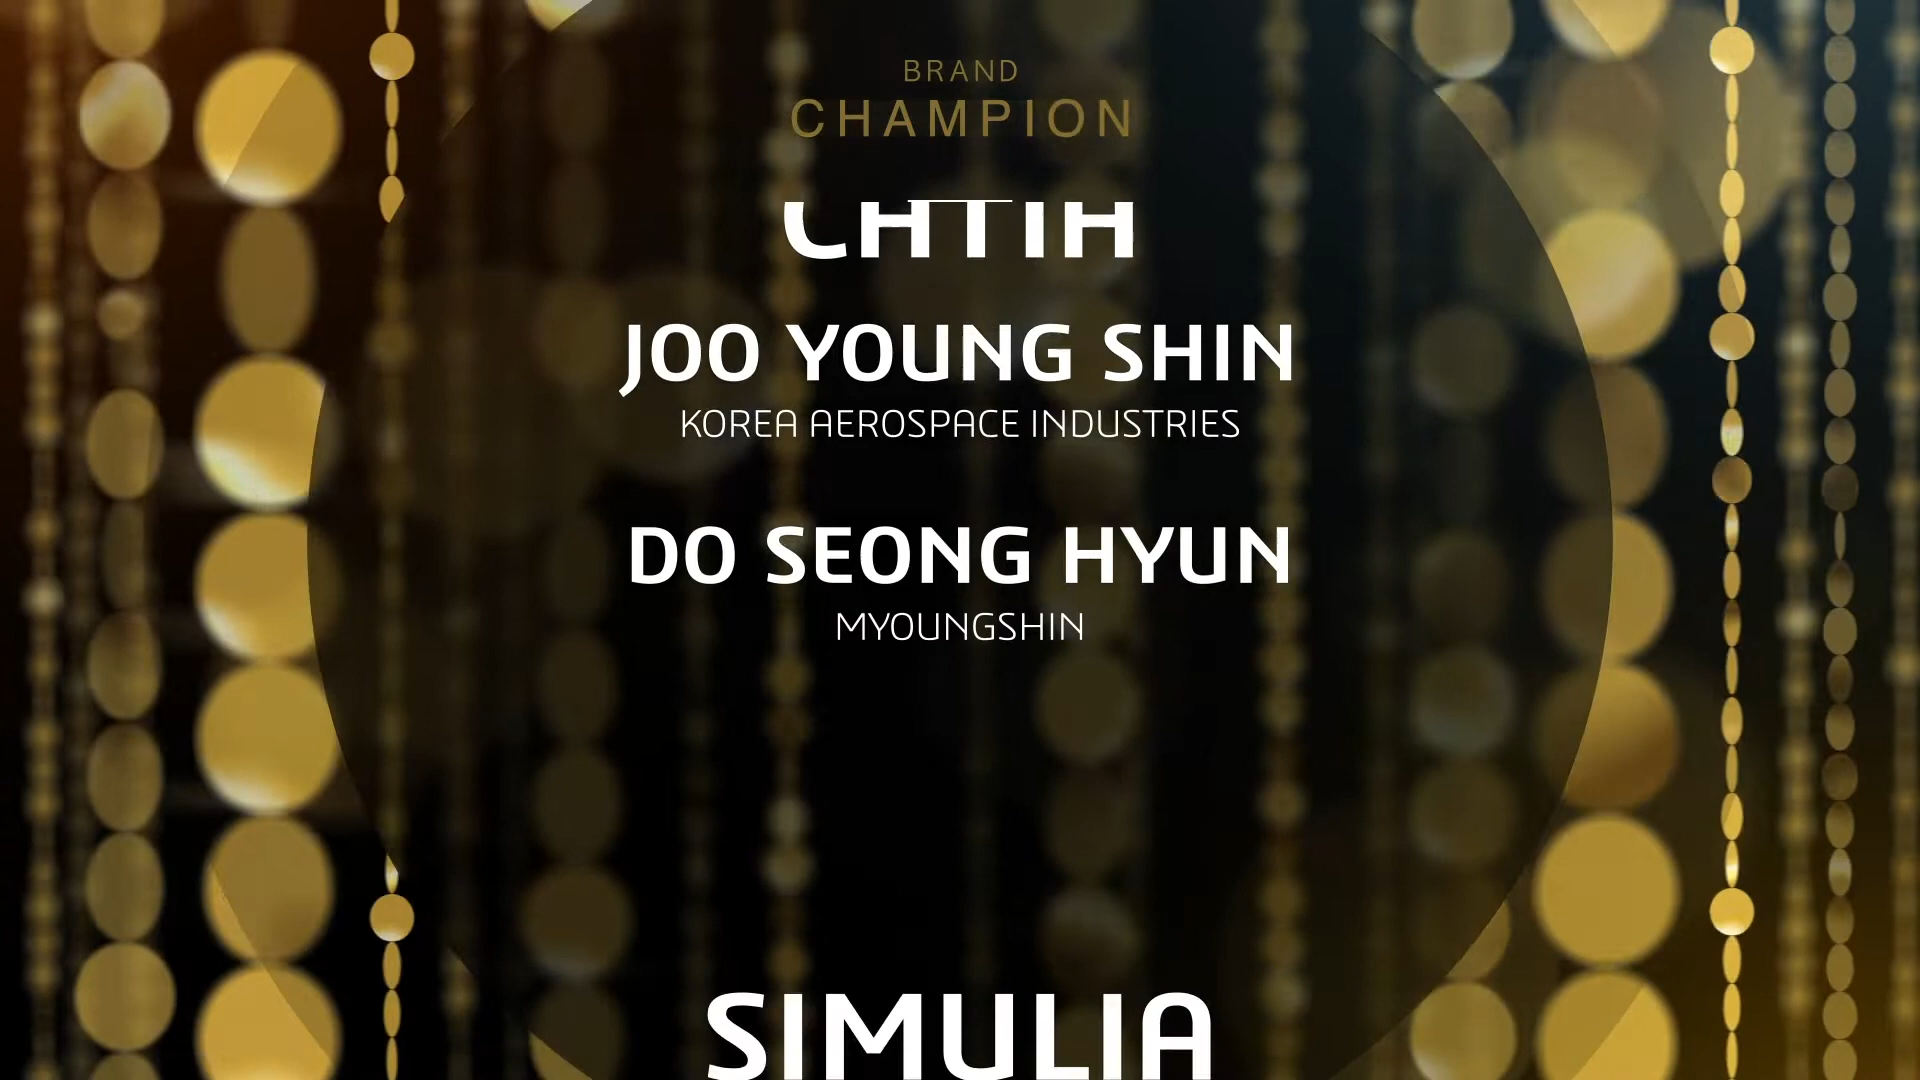 BRAND
CHAMPION
JOO YOUNG SHIN
KOREA AEROSPACE INDUSTRIES
DO SEONG HYUN
MYOUNGSHIN
SIMULIA